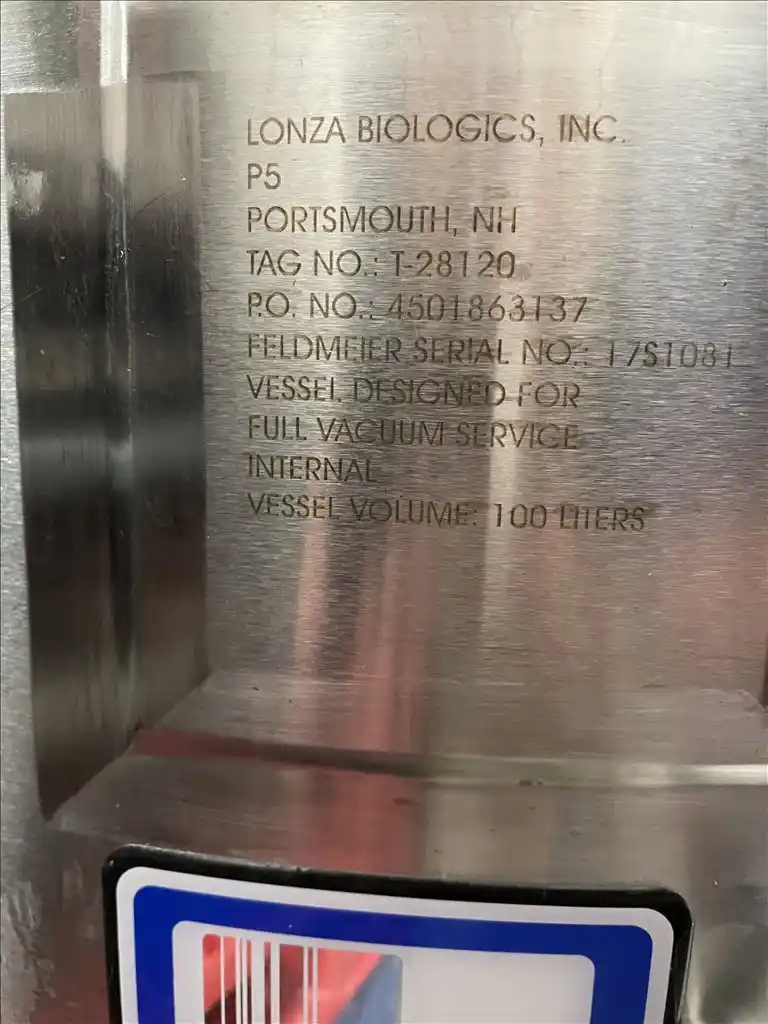 LONZA BIOLOGICS, INC.
P5
PORTSMOUTH, NH
TAG NO.: T-28120
P.O. NO.: 4501863137
FELDMEIER SERIAL NO.: 17S1081
VESSEL DESIGNED FOR
FULL VACUUM SERVICE
INTERNAL
VESSEL VOLUME: 100 LITERS